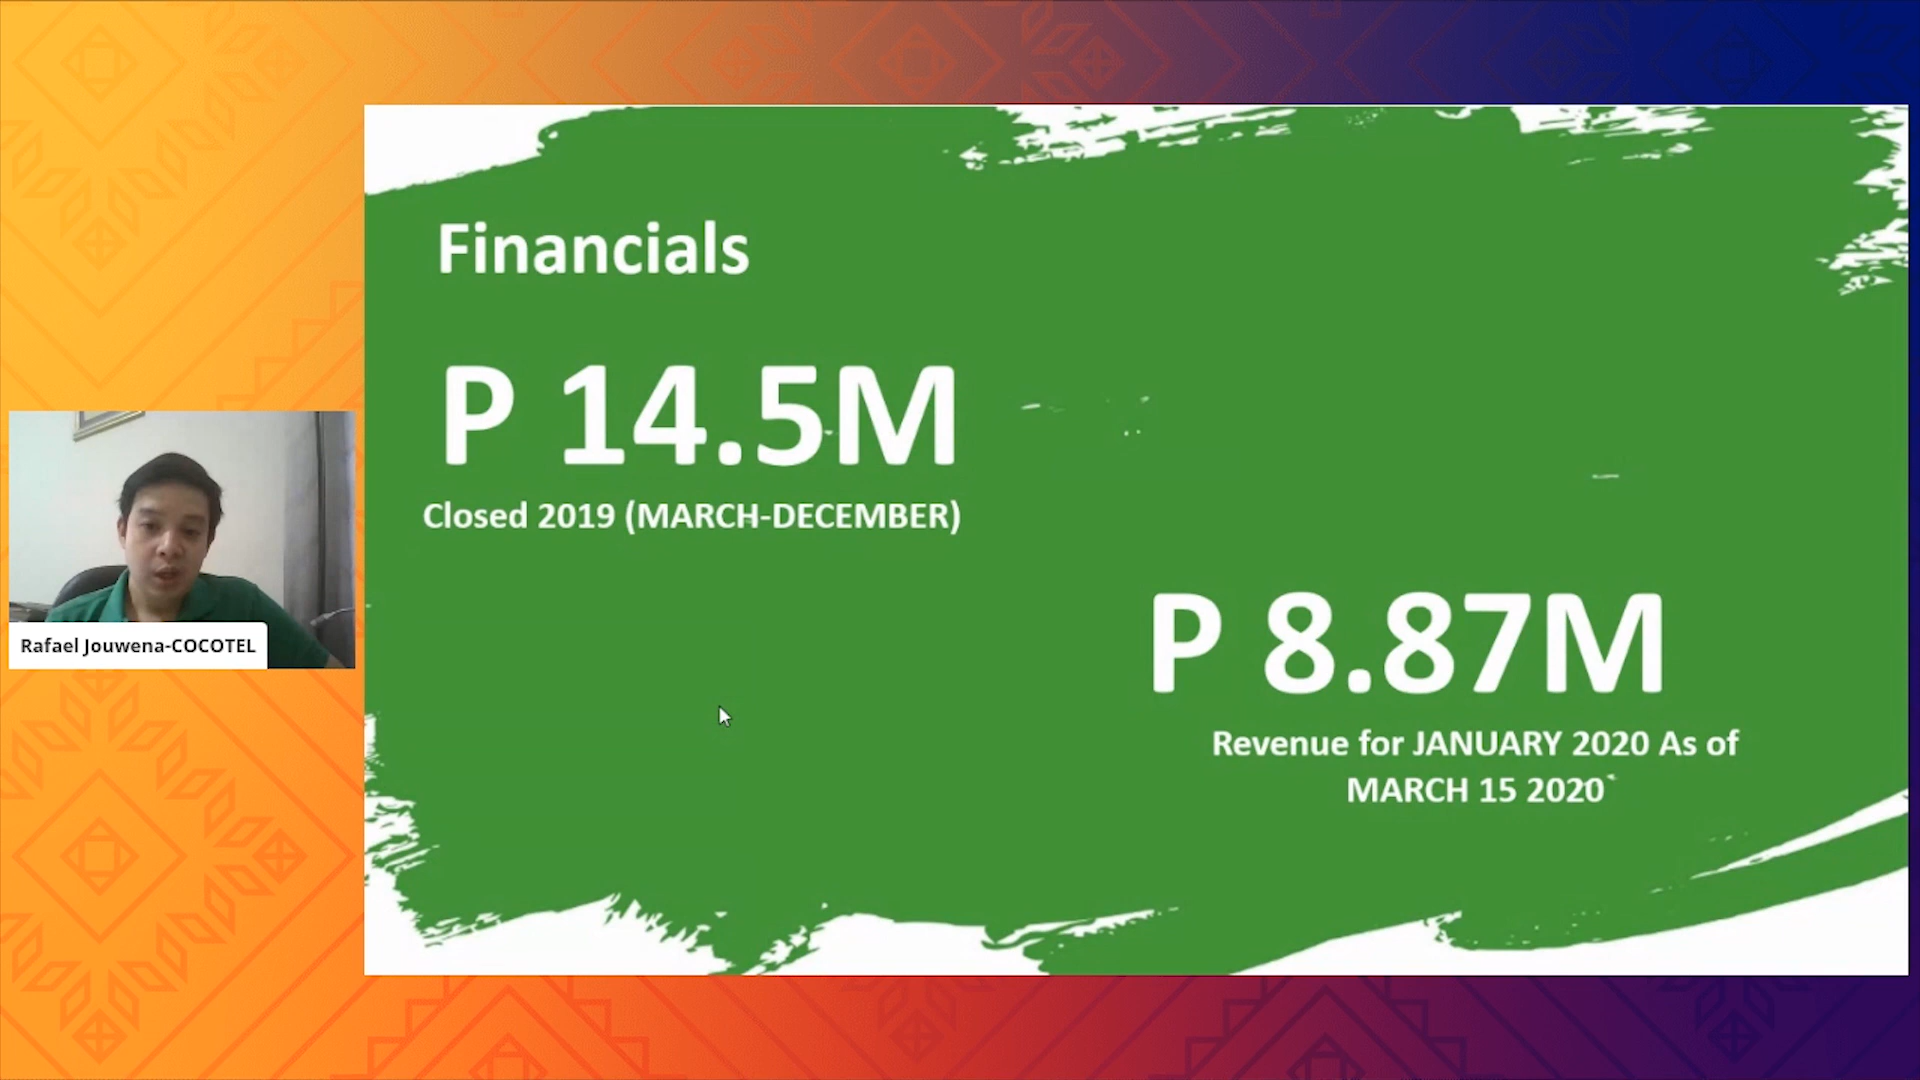 Financials
P 14.5M
Closed 2019 (MARCH-DECEMBER)
Rafael Jouwena-COCOTEL
P 8.87M
Revenue for JANUARY 2020 As of
MARCH 15 2020